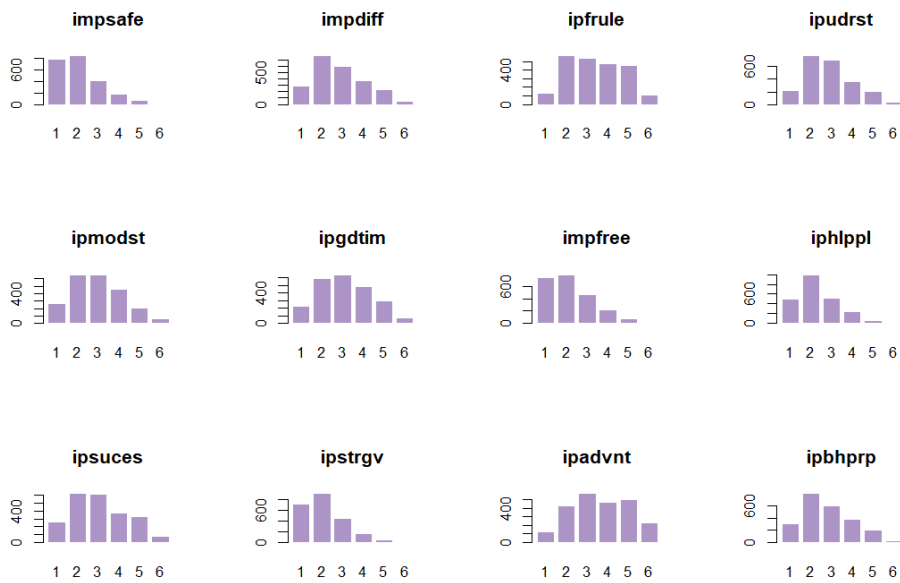 impsafe impdiff ipfrule ipudrst
0 600 0 500 0 400 0 600
1 2 3 4 5 6 1 2 3 4 5 6 1 2 3 4 5 6 1 2 3 4 5 6
ipmodst ipgdtim impfree iphlppl
0 400 0 400 0 600 0 400
1 2 3 4 5 6 1 2 3 4 5 6 1 2 3 4 5 6 1 2 3 4 5 6
ipsuces ipstrgv ipadvnt ipbhprp
0 400 0 600 0 400 0 600
1 2 3 4 5 6 1 2 3 4 5 6 1 2 3 4 5 6 1 2 3 4 5 6